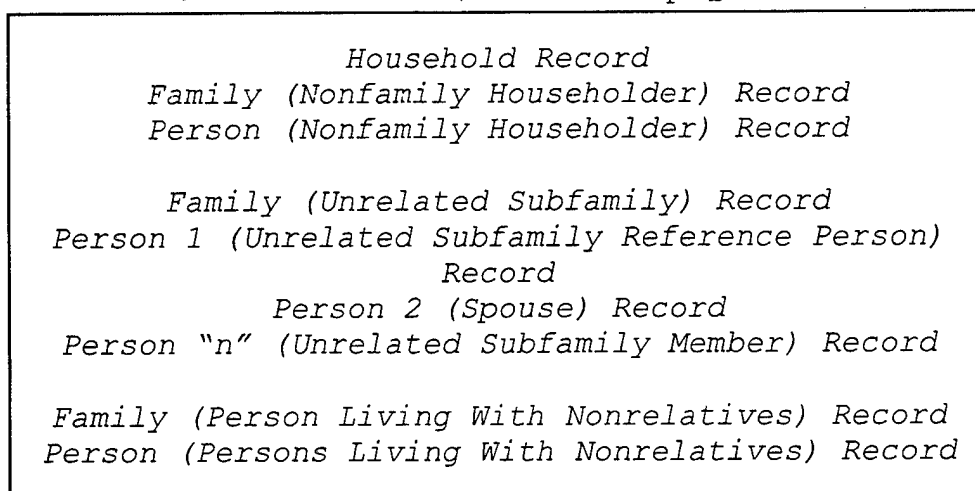 Household Record
Family (Nonfamily Householder) Record
Person (Nonfamily Householder) Record
Family (Unrelated Subfamily) Record
Person 1 (Unrelated Subfamily Reference Person)
Record
Person 2 (Spouse) Record
Person "n" (Unrelated Subfamily Member) Record
Family (Person Living With Nonrelatives) Record
Person (Persons Living With Nonrelatives) Record